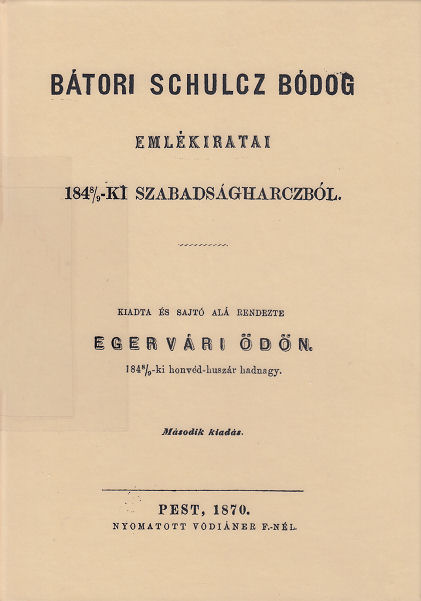 BÁTORI SCHULCZ BÓDOG
EMLÉKIRATAI
184⁸/₉-KI SZABADSÁGHARCZBÓL.
KIADTA ÉS SAJTÓ ALÁ RENDEZTE
EGERVÁRI ÖDÖN.
184⁸/₉-ki honvéd-huszár hadnagy.
Második kiadás.
PEST, 1870.
NYOMATOTT VODIÁNER F.-NÉL.